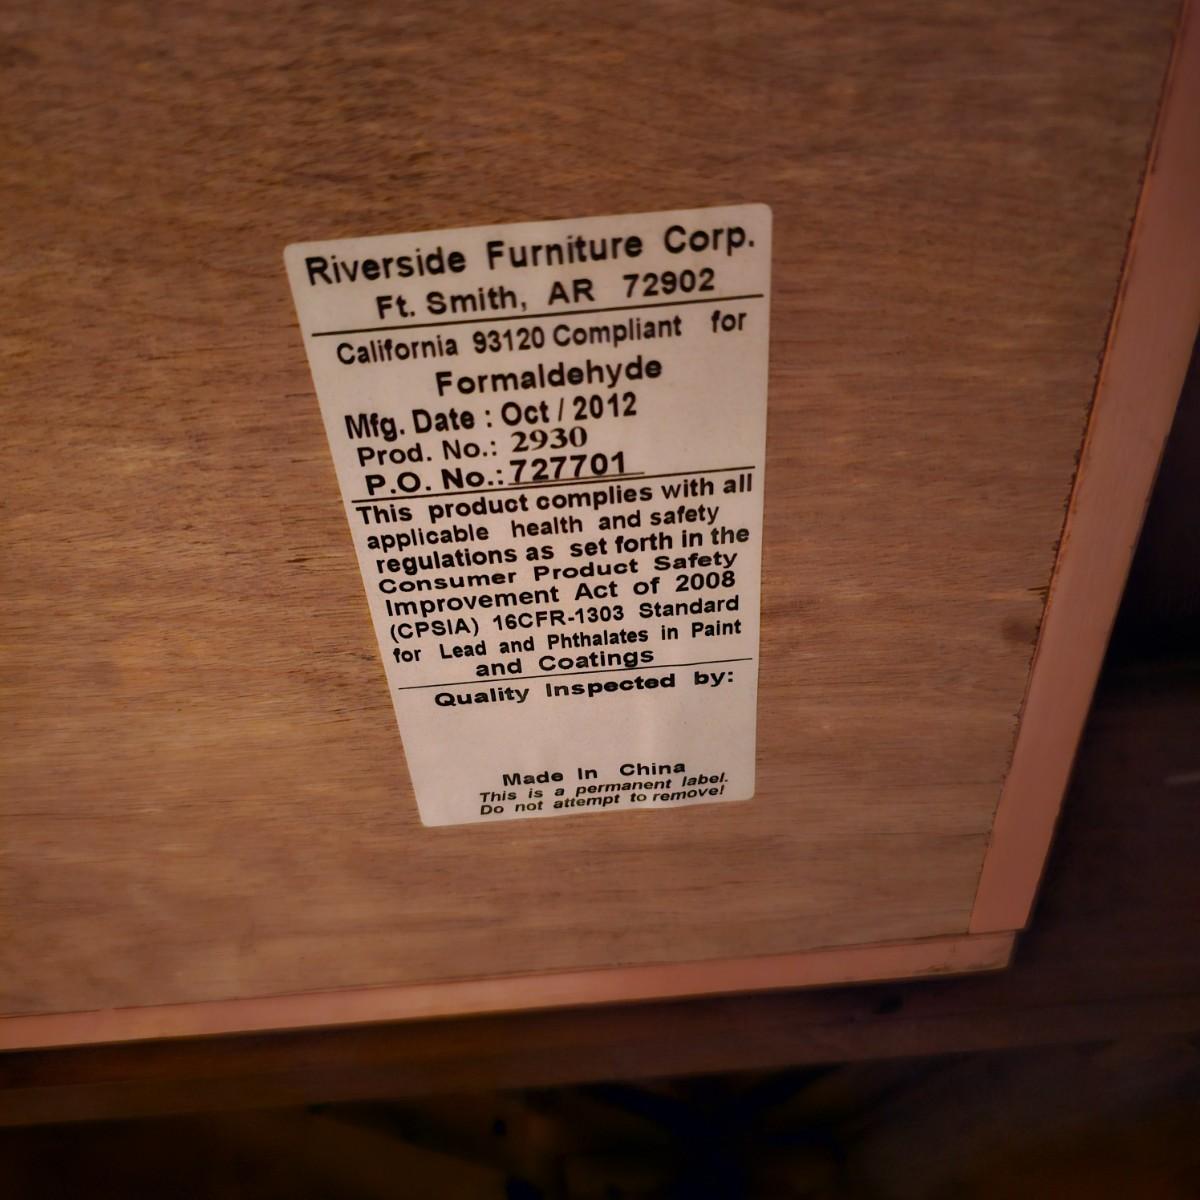 Riverside Furniture Corp.
Ft. Smith, AR 72902
California 93120 Compliant for
Formaldehyde
Mfg. Date : Oct / 2012
Prod. No.: 2930
P.O. No.: 727701
This product complies with all
applicable health and safety
regulations as set forth in the
Consumer Product Safety
Improvement Act of 2008
(CPSIA) 16CFR-1303 Standard
for Lead and Phthalates in Paint
and Coatings
Quality Inspected by:
Made In China
This is a permanent label.
Do not attempt to remove!